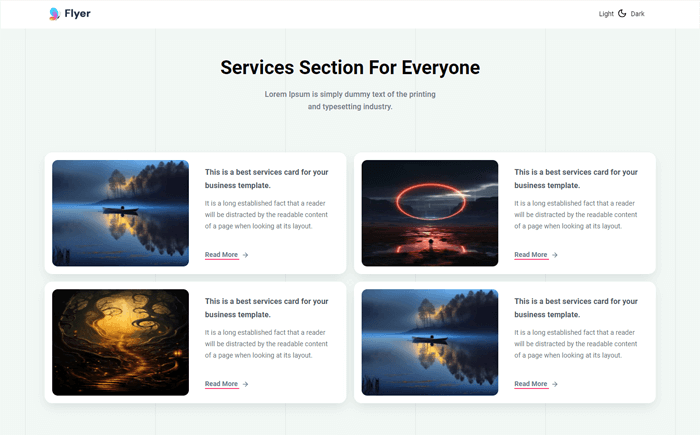 Flyer
Light
Dark
Services Section For Everyone
Lorem Ipsum is simply dummy text of the printing
and typesetting industry.
This is a best services card for your
business template.
It is a long established fact that a reader
will be distracted by the readable content
of a page when looking at its layout.
Read More
This is a best services card for your
business template.
It is a long established fact that a reader
will be distracted by the readable content
of a page when looking at its layout.
Read More
This is a best services card for your
business template.
It is a long established fact that a reader
will be distracted by the readable content
of a page when looking at its layout.
Read More
This is a best services card for your
business template.
It is a long established fact that a reader
will be distracted by the readable content
of a page when looking at its layout.
Read More